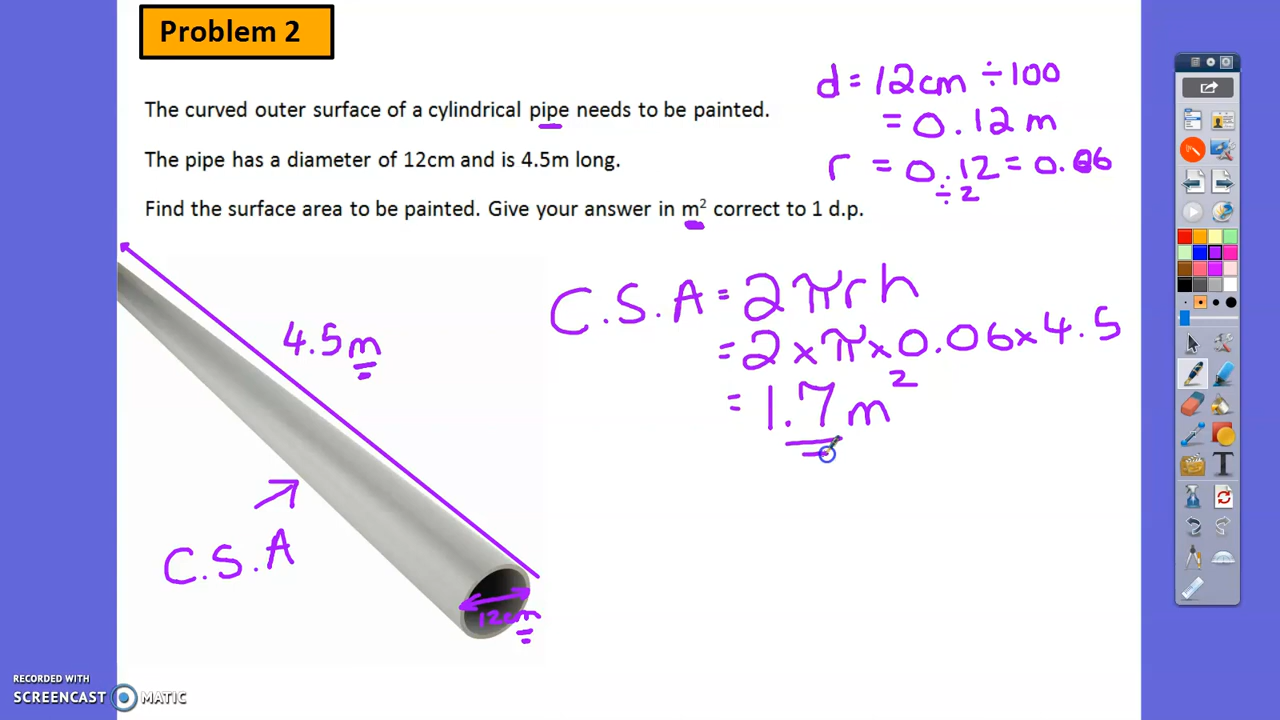 Problem 2
The curved outer surface of a cylindrical pipe needs to be painted.
The pipe has a diameter of 12cm and is 4.5m long.
Find the surface area to be painted. Give your answer in m² correct to 1 d.p.
d = 12cm ÷ 100
= 0.12 m
r = 0.12 = 0.06
÷ 2
C.S.A = 2πrh
= 2 × π × 0.06 × 4.5
= 1.7 m²
4.5m
C.S.A
12cm
RECORDED WITH
SCREENCAST MATIC